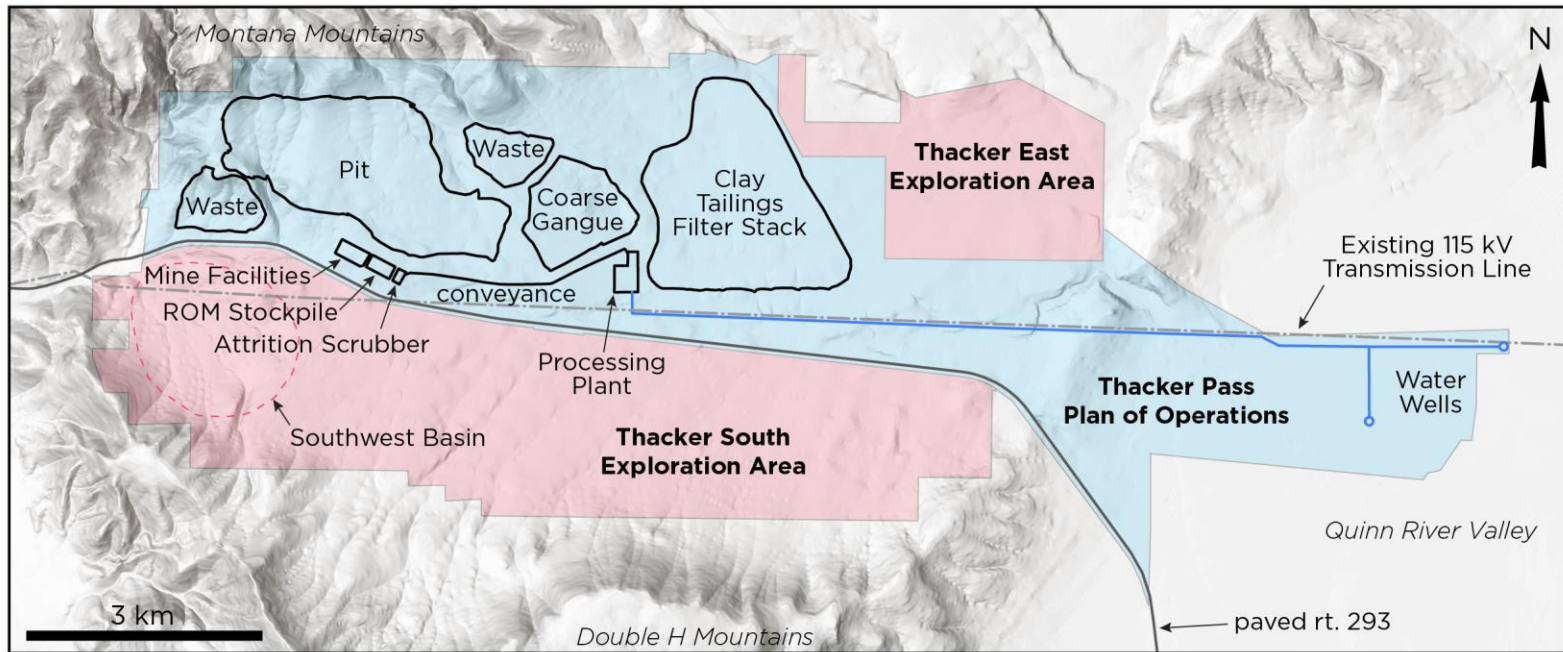 Montana Mountains
N
Waste
Pit
Thacker East
Exploration Area
Clay
Tailings
Filter Stack
Coarse
Gangue
Waste
Existing 115 kV
Transmission Line
Mine Facilities
conveyance
ROM Stockpile
Attrition Scrubber
Processing
Plant
Thacker Pass
Plan of Operations
Water
Wells
Southwest Basin
Thacker South
Exploration Area
Quinn River Valley
3 km
Double H Mountains
paved rt. 293